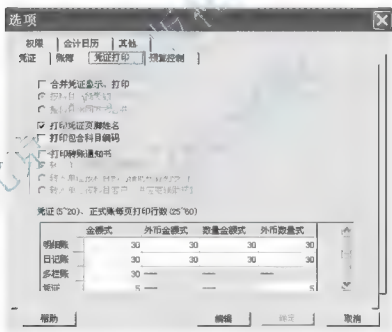 选项
权限 会计日历 其他
凭证 账簿 凭证打印 预算控制
合并凭证显示、打印
打印凭证页脚姓名
打印包含科目编码
打印转账通知书
凭证(5~20)、正式账每页打印行数(25~60)
金额式 外币金额式 数量金额式 外币数量式
明细账 30 30 30 30
日记账 30 30 30 30
多栏账 30 ---- ---- ----
凭证 5 ---- ---- 5
帮助 编辑 取消